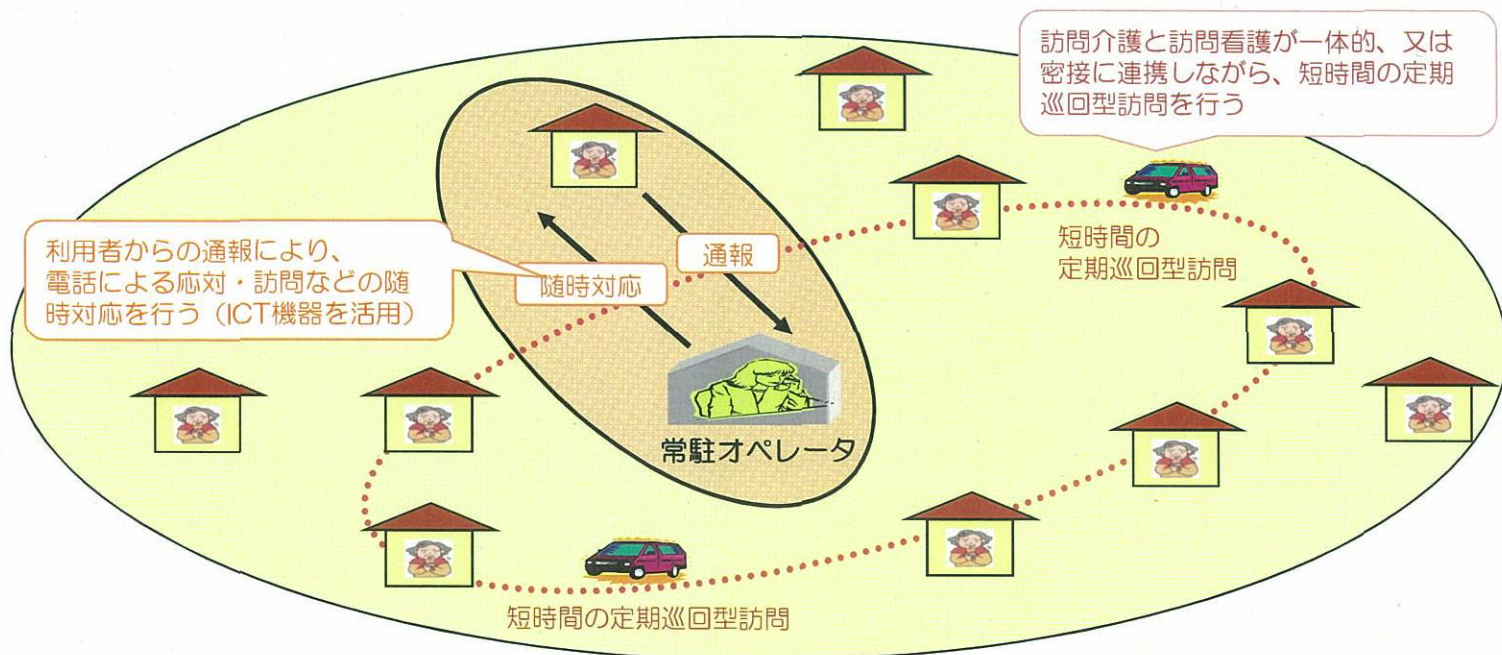 訪問介護と訪問看護が一体的、又は
密接に連携しながら、短時間の定期
巡回型訪問を行う
利用者からの通報により、
電話による応対・訪問などの随
時対応を行う（ICT機器を活用）
通報
随時対応
短時間の
定期巡回型訪問
常駐オペレータ
短時間の定期巡回型訪問